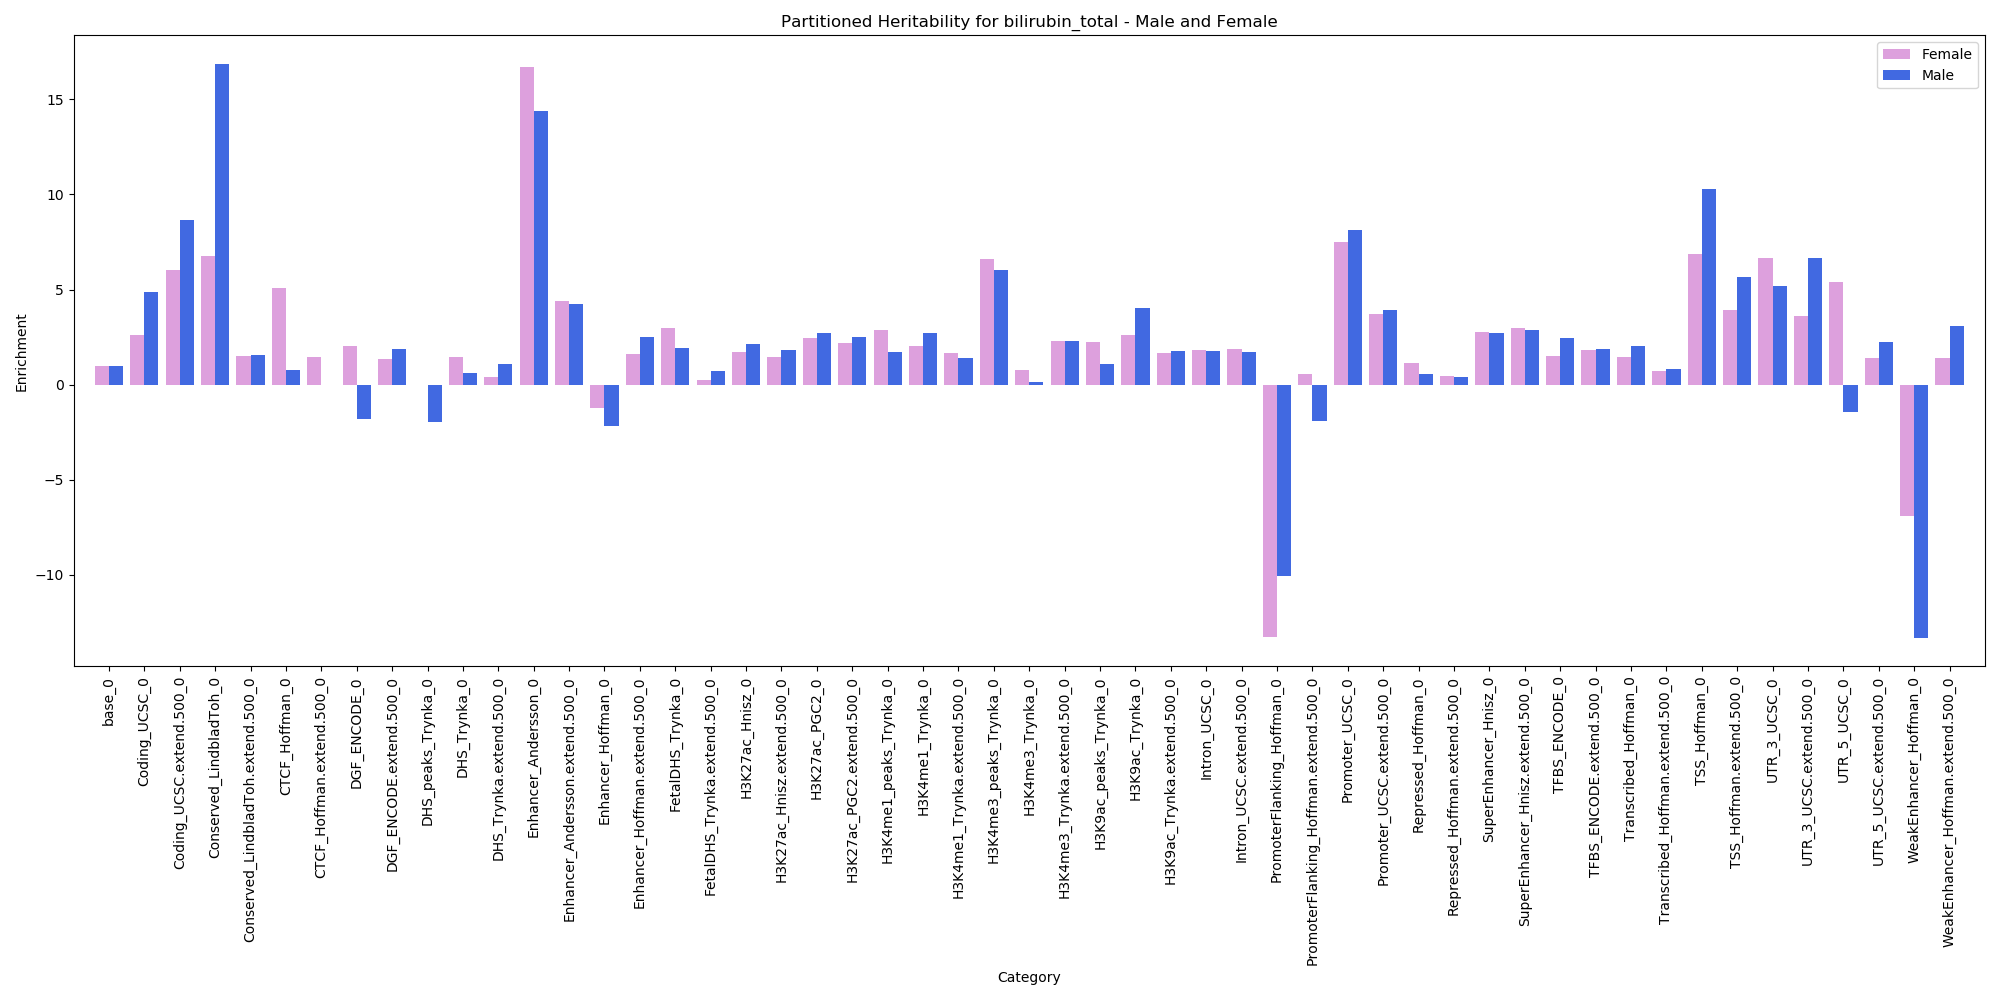 Partitioned Heritability for bilirubin_total - Male and Female
Female
Male
Enrichment
15
10
5
0
−5
−10
base_0
Coding_UCSC_0
Coding_UCSC.extend.500_0
Conserved_LindbladToh_0
Conserved_LindbladToh.extend.500_0
CTCF_Hoffman_0
CTCF_Hoffman.extend.500_0
DGF_ENCODE_0
DGF_ENCODE.extend.500_0
DHS_peaks_Trynka_0
DHS_Trynka_0
DHS_Trynka.extend.500_0
Enhancer_Andersson_0
Enhancer_Andersson.extend.500_0
Enhancer_Hoffman_0
Enhancer_Hoffman.extend.500_0
FetalDHS_Trynka_0
FetalDHS_Trynka.extend.500_0
H3K27ac_Hnisz_0
H3K27ac_Hnisz.extend.500_0
H3K27ac_PGC2_0
H3K27ac_PGC2.extend.500_0
H3K4me1_peaks_Trynka_0
H3K4me1_Trynka_0
H3K4me1_Trynka.extend.500_0
H3K4me3_peaks_Trynka_0
H3K4me3_Trynka_0
H3K4me3_Trynka.extend.500_0
H3K9ac_peaks_Trynka_0
H3K9ac_Trynka_0
H3K9ac_Trynka.extend.500_0
Intron_UCSC_0
Intron_UCSC.extend.500_0
PromoterFlanking_Hoffman_0
PromoterFlanking_Hoffman.extend.500_0
Promoter_UCSC_0
Promoter_UCSC.extend.500_0
Repressed_Hoffman_0
Repressed_Hoffman.extend.500_0
SuperEnhancer_Hnisz_0
SuperEnhancer_Hnisz.extend.500_0
TFBS_ENCODE_0
TFBS_ENCODE.extend.500_0
Transcribed_Hoffman_0
Transcribed_Hoffman.extend.500_0
TSS_Hoffman_0
TSS_Hoffman.extend.500_0
UTR_3_UCSC_0
UTR_3_UCSC.extend.500_0
UTR_5_UCSC_0
UTR_5_UCSC.extend.500_0
WeakEnhancer_Hoffman_0
WeakEnhancer_Hoffman.extend.500_0
Category